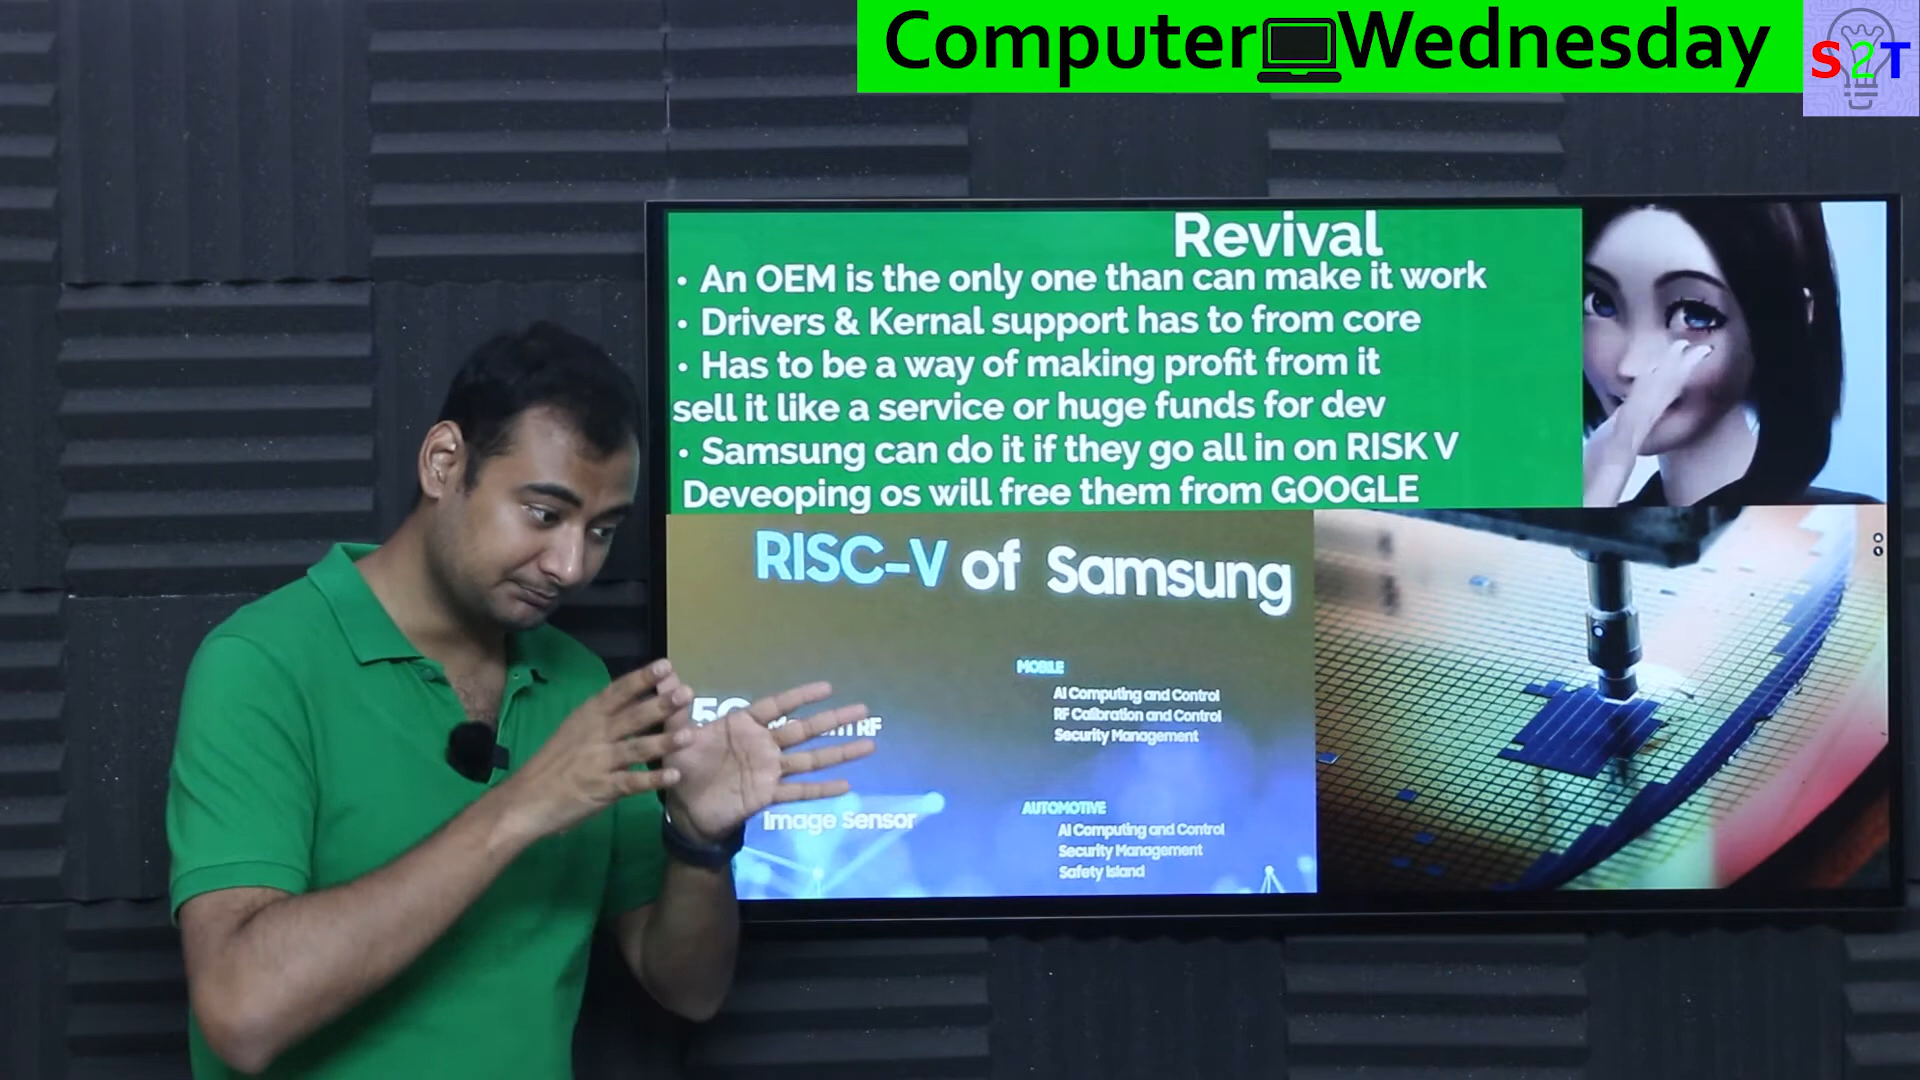 Computer Wednesday
S2T
Revival
• An OEM is the only one than can make it work
• Drivers & Kernal support has to from core
• Has to be a way of making profit from it
sell it like a service or huge funds for dev
• Samsung can do it if they go all in on RISK V
Deveoping os will free them from GOOGLE
RISC-V of Samsung
MOBILE
AI Computing and Control
RF Calibration and Control
Security Management
5G
RF
Image Sensor
AUTOMOTIVE
AI Computing and Control
Security Management
Safety Island